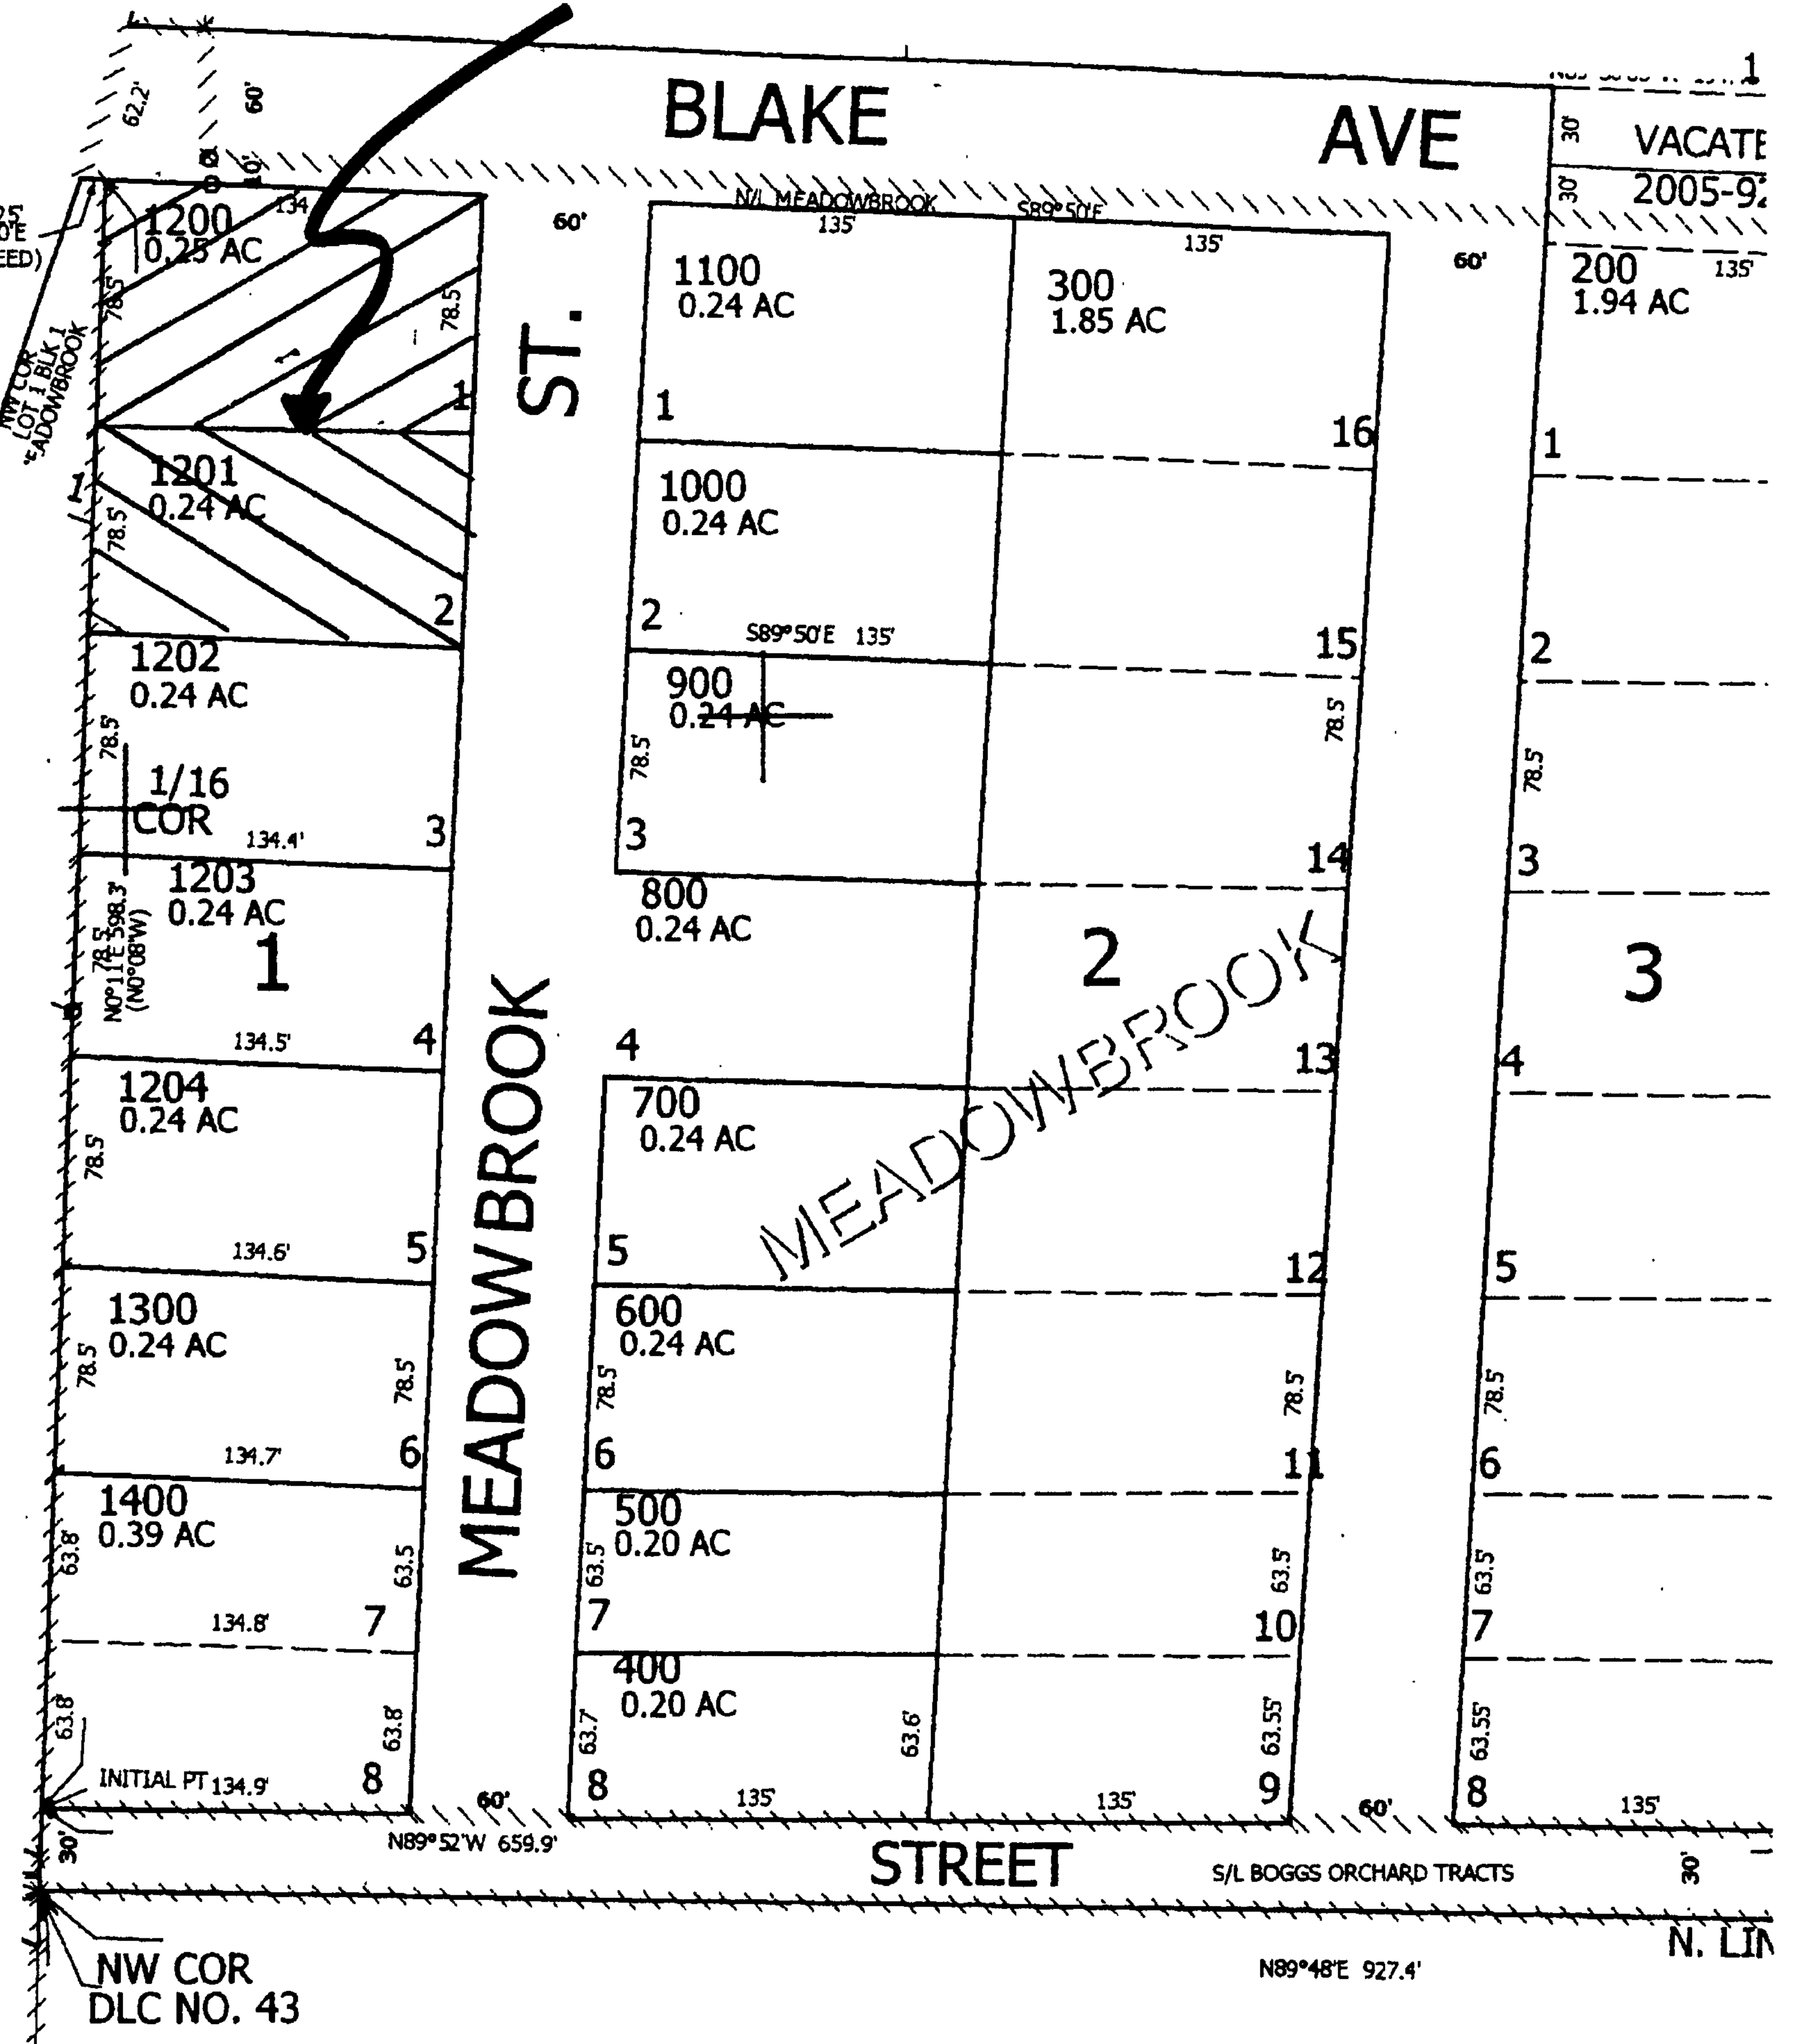 BLAKE AVE
1
62.2'
60'
10'
30'
VACATE
30'
2005-92
N/L MEADOWBROOK
S89°50'E
25'
0'E
EED)
1200
0.25 AC
134
78.5'
78.5'
1
60'
135'
135'
60'
135'
1100
0.24 AC
1
300
1.85 AC
16
200
1.94 AC
1
NW COR
LOT 1 BLK 1
EADOWBROOK
ST.
1
1201
0.24 AC
78.5'
2
1000
0.24 AC
2
15
2
S89°50'E 135'
1202
0.24 AC
78.5'
1/16
COR
134.4'
3
900
0.24 AC
78.5'
3
78.5'
14
78.5'
3
1203
0.24 AC
78.5'
N0°11'E 598.3'
(N0°08'W)
1
134.5'
4
800
0.24 AC
4
2
13
3
4
MEADOWBROOK
1204
0.24 AC
78.5'
134.6'
5
MEADOWBROOK
700
0.24 AC
5
12
5
1300
0.24 AC
78.5'
78.5'
134.7'
6
600
0.24 AC
78.5'
6
78.5'
11
78.5'
6
1400
0.39 AC
63.8'
63.5
134.8'
7
500
0.20 AC
63.5'
7
63.5'
10
63.5'
7
63.8'
63.8'
INITIAL PT 134.9'
8
400
0.20 AC
63.7'
63.6'
8
135'
63.55'
135'
9
63.55'
8
135'
60'
60'
30'
N89°52'W 659.9'
STREET
S/L BOGGS ORCHARD TRACTS
30'
N. LIN
N89°48'E 927.4'
NW COR
DLC NO. 43